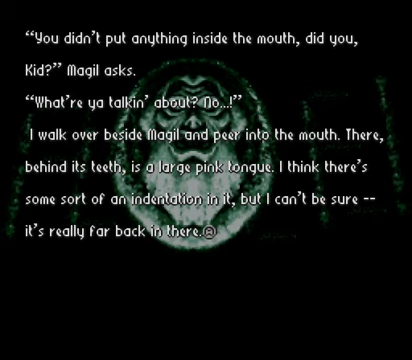 “You didn’t put anything inside the mouth, did you,
Kid?” Magil asks.
“What’re ya talkin’ about? No...!”
I walk over beside Magil and peer into the mouth. There,
behind its teeth, is a large pink tongue. I think there’s
some sort of an indentation in it, but I can’t be sure --
it’s really far back in there.